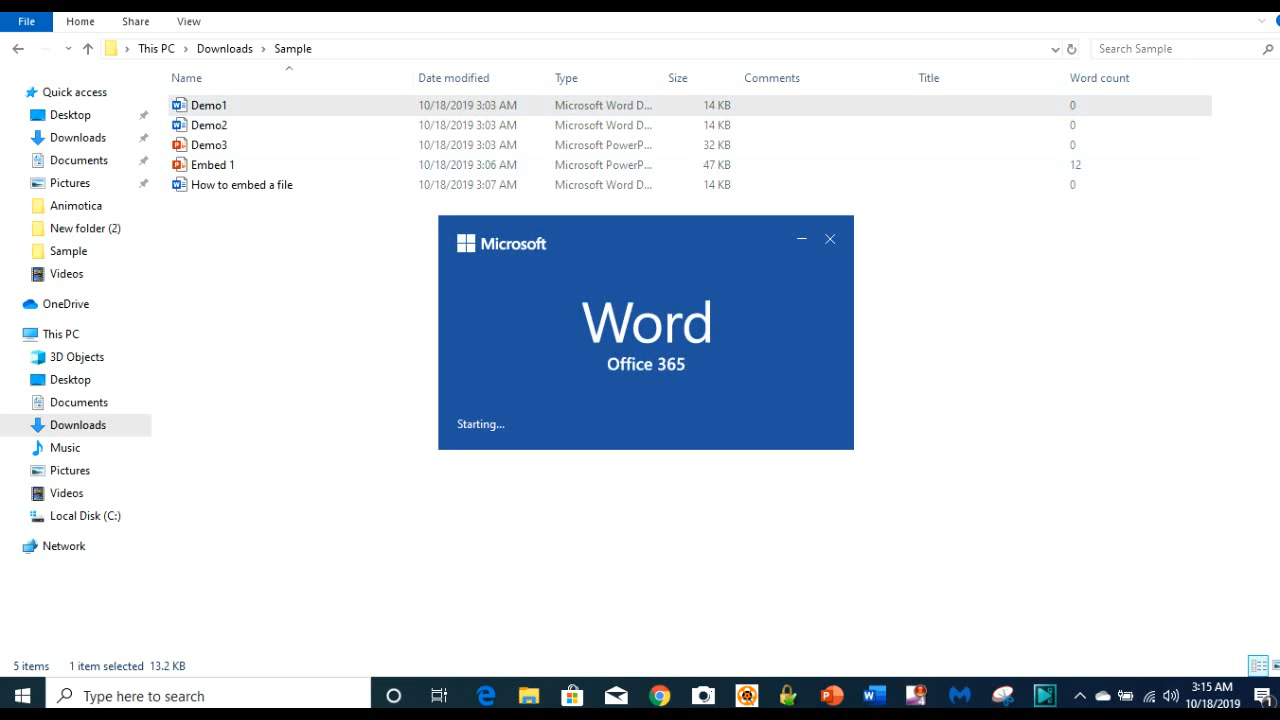 File Home Share View
This PC Downloads Sample Search Sample
Name Date modified Type Size Comments Title Word count
Quick access
Desktop
Downloads
Documents
Pictures
Animotica
New folder (2)
Sample
Videos
OneDrive
This PC
3D Objects
Desktop
Documents
Downloads
Music
Pictures
Videos
Local Disk (C:)
Network
Demo1 10/18/2019 3:03 AM Microsoft Word D... 14 KB 0
Demo2 10/18/2019 3:03 AM Microsoft Word D... 14 KB 0
Demo3 10/18/2019 3:03 AM Microsoft PowerP... 32 KB 0
Embed 1 10/18/2019 3:06 AM Microsoft PowerP... 47 KB 12
How to embed a file 10/18/2019 3:07 AM Microsoft Word D... 14 KB 0
Microsoft
Word
Office 365
Starting...
5 items 1 item selected 13.2 KB
Type here to search
3:15 AM
10/18/2019